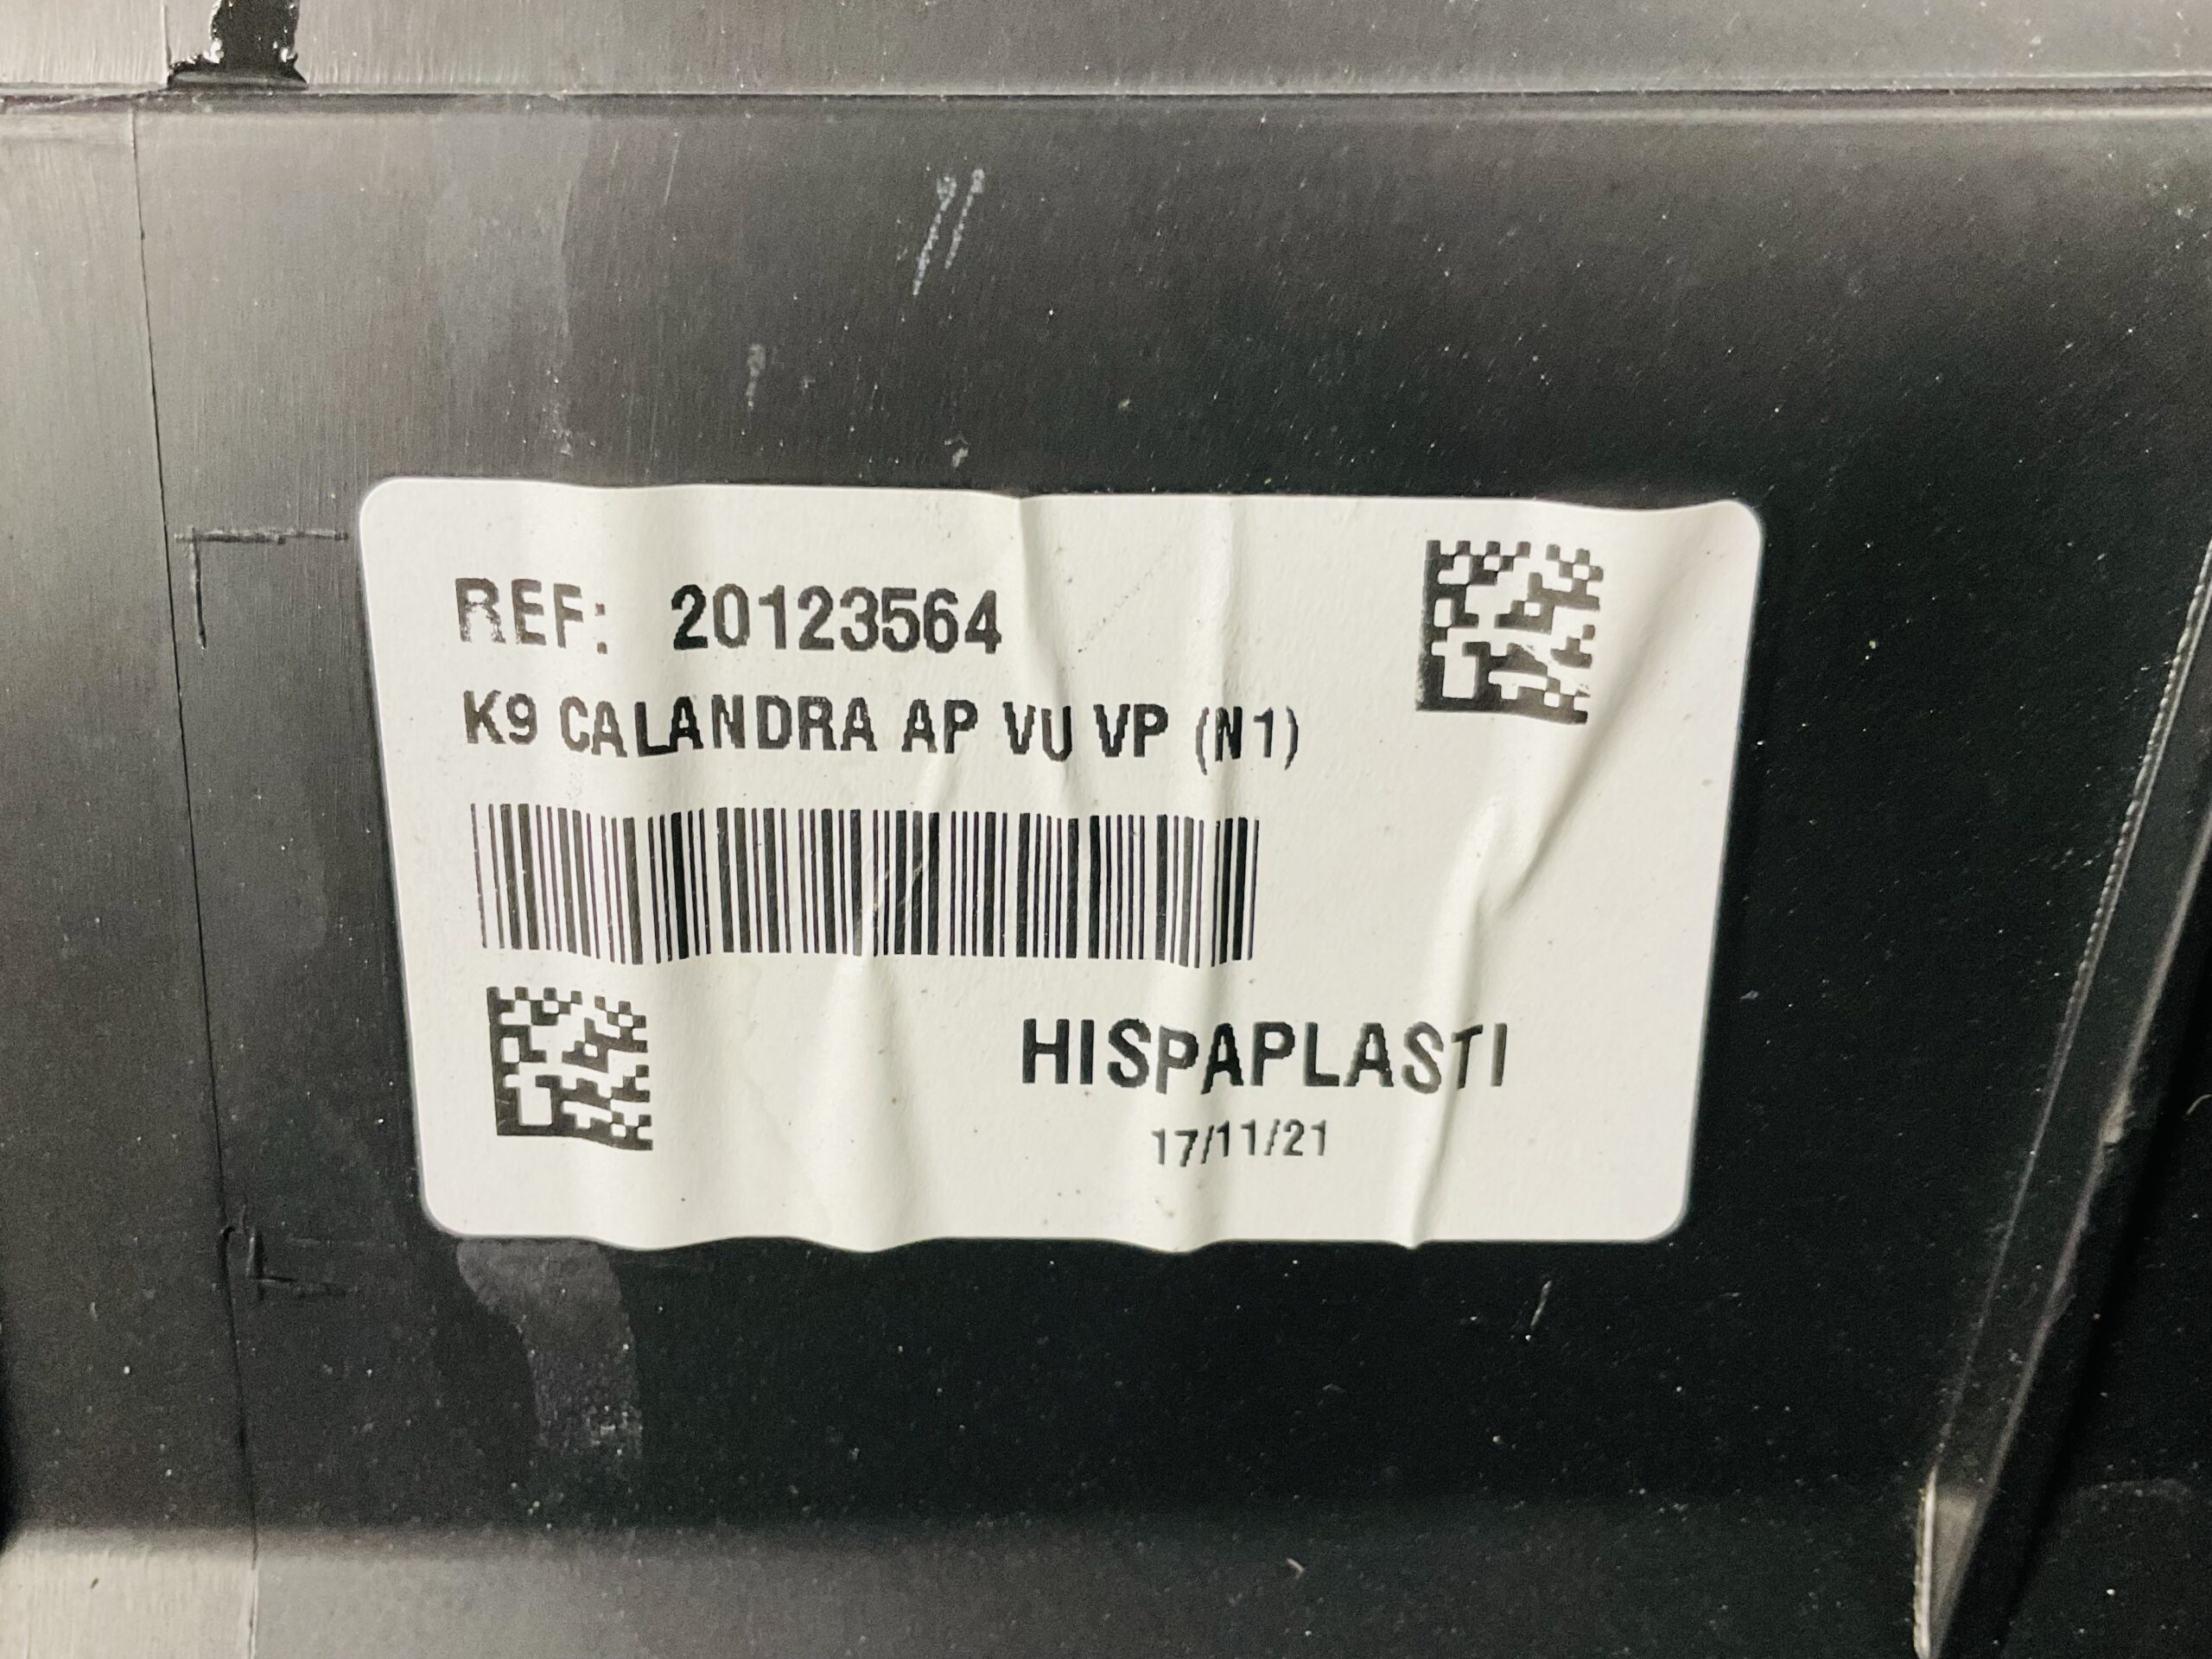 REF: 20123564
K9 CALANDRA AP VU VP (N1)
HISPAPLASTI
17/11/21